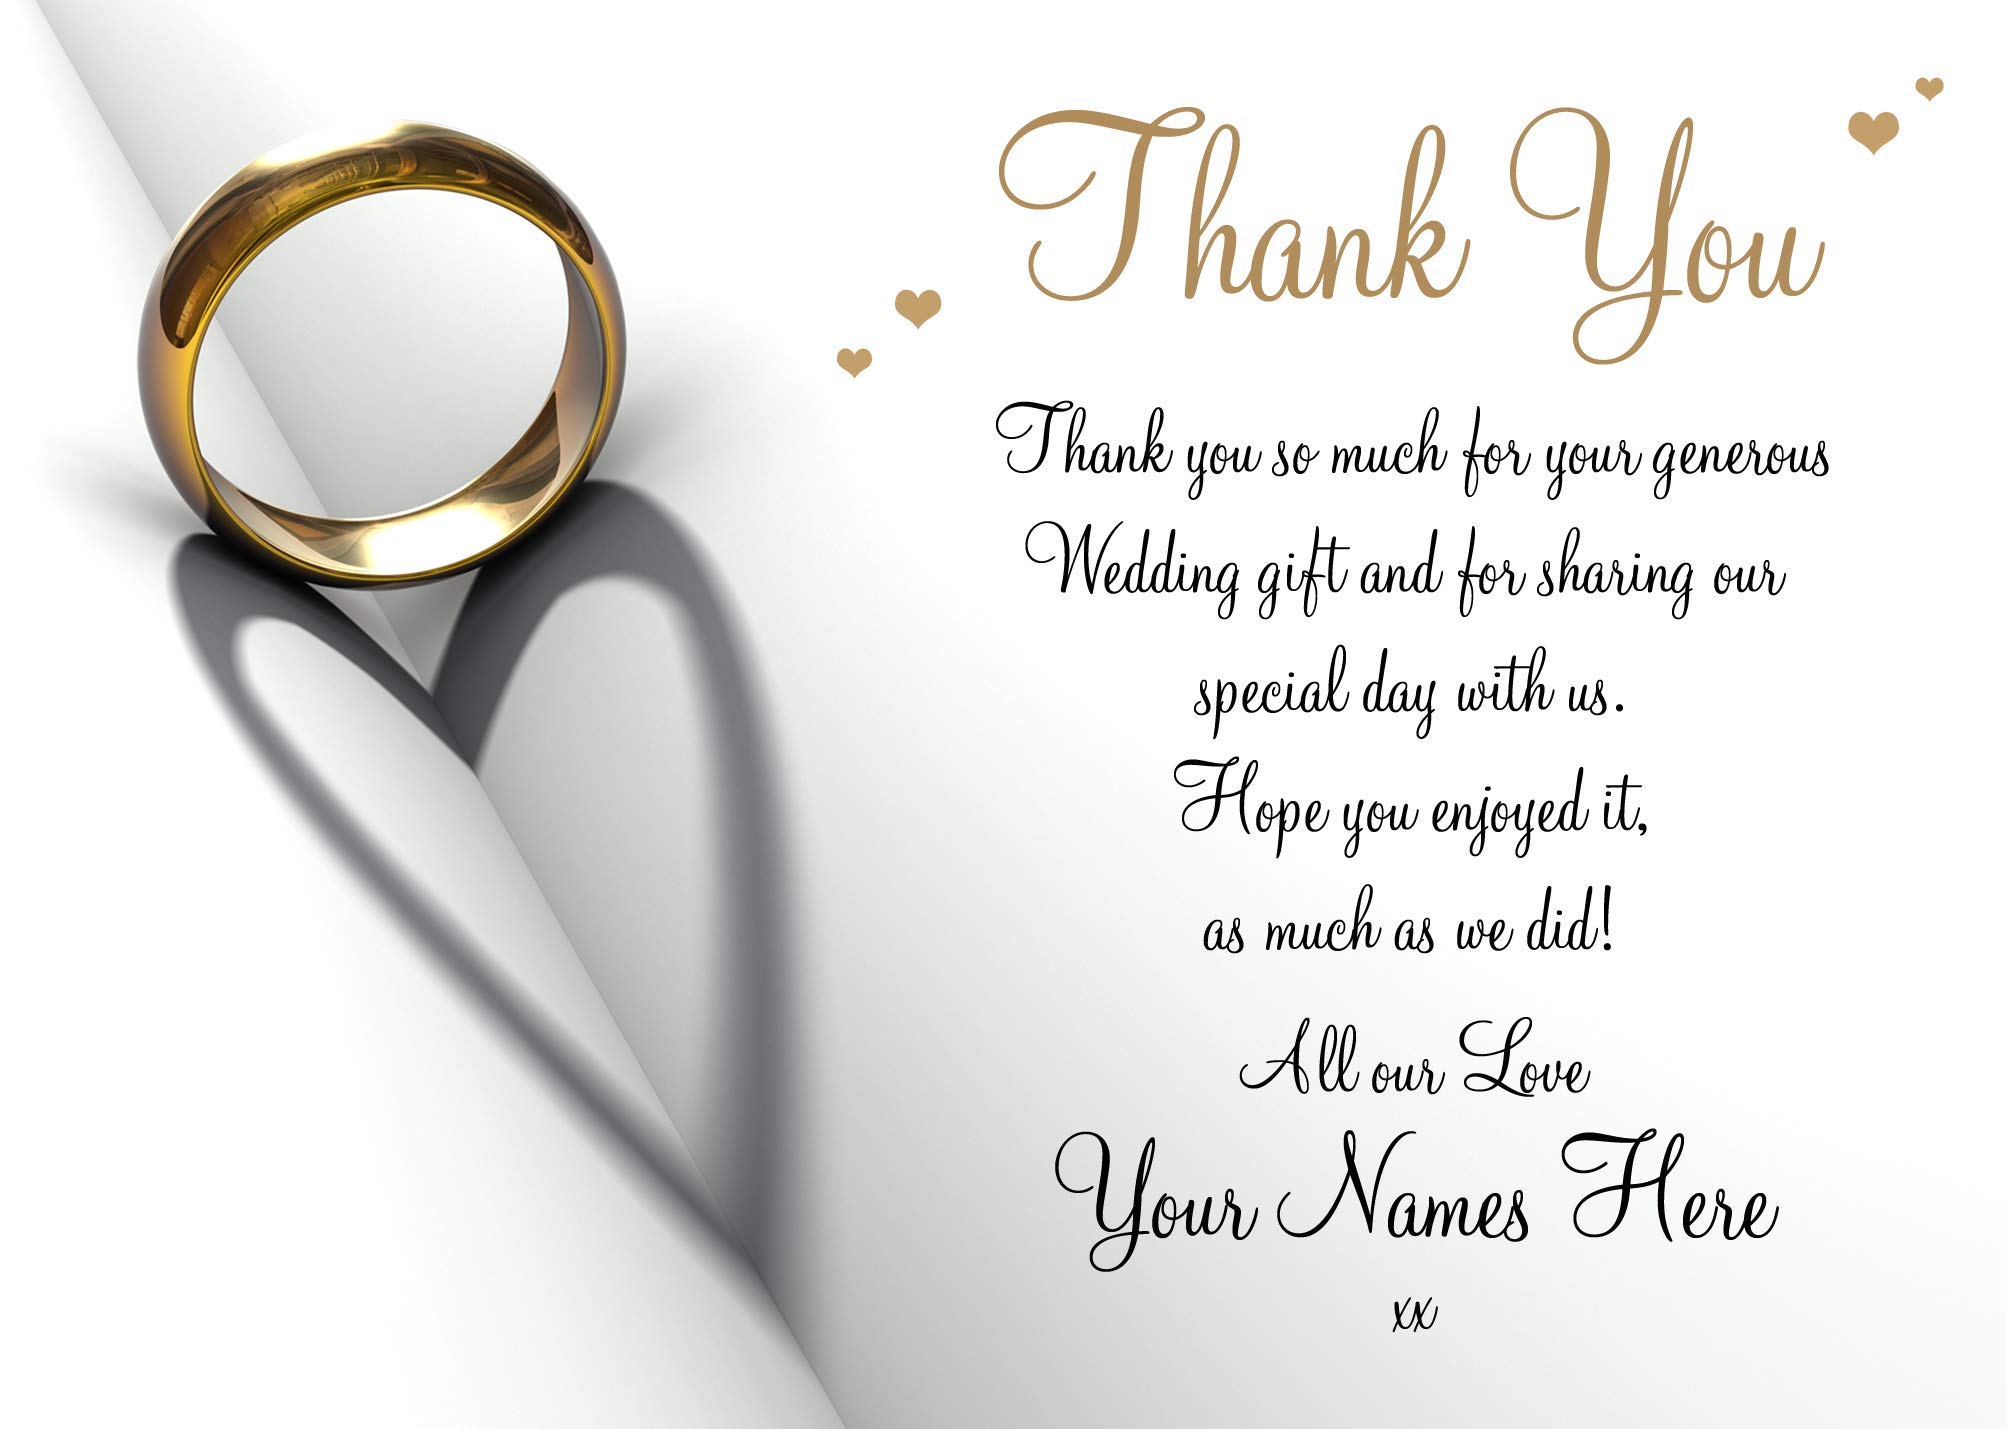 Thank You
Thank you so much for your generous
Wedding gift and for sharing our
special day with us.
Hope you enjoyed it,
as much as we did!
All our Love
Your Names Here
xx